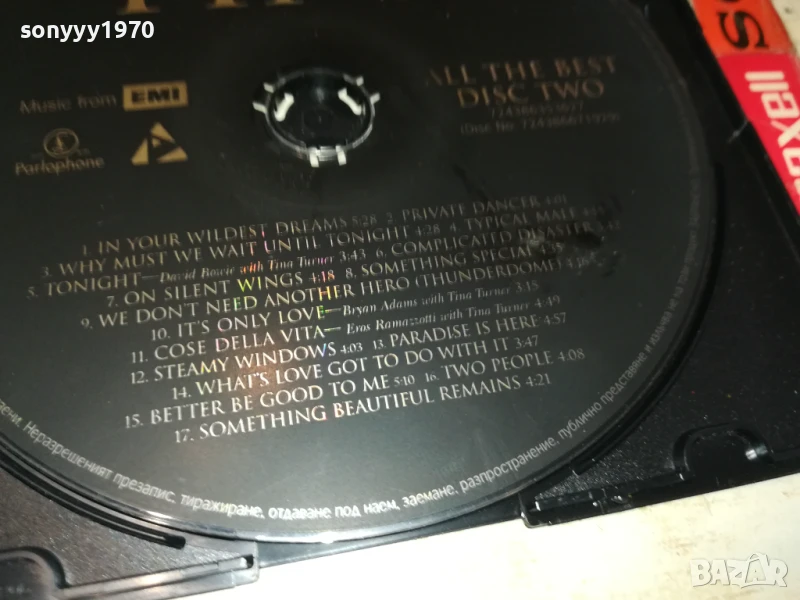 sonyyy1970
Music from EMI
Parlophone
ALL THE BEST
DISC TWO
1. IN YOUR WILDEST DREAMS 5:28 2. PRIVATE DANCER 4:01
3. WHY MUST WE WAIT UNTIL TONIGHT 4:28 4. TYPICAL MALE
5. TONIGHT—David Bowie with Tina Turner 3:43 6. COMPLICATED DISASTER
7. ON SILENT WINGS 4:18 8. SOMETHING SPECIAL
9. WE DON'T NEED ANOTHER HERO (THUNDERDOME) 4:18
10. IT'S ONLY LOVE—Bryan Adams with Tina Turner 3:15
11. COSE DELLA VITA—Eros Ramazzotti with Tina Turner 4:49
12. STEAMY WINDOWS 4:03 13. PARADISE IS HERE 4:57
14. WHAT'S LOVE GOT TO DO WITH IT 3:47
15. BETTER BE GOOD TO ME 5:10 16. TWO PEOPLE 4:08
17. SOMETHING BEAUTIFUL REMAINS 4:21
Неразрешеният презапис, тиражиране, отдаване под наем, заемане, разпространение, публично представяне и излъчване
maxell
BAZAR